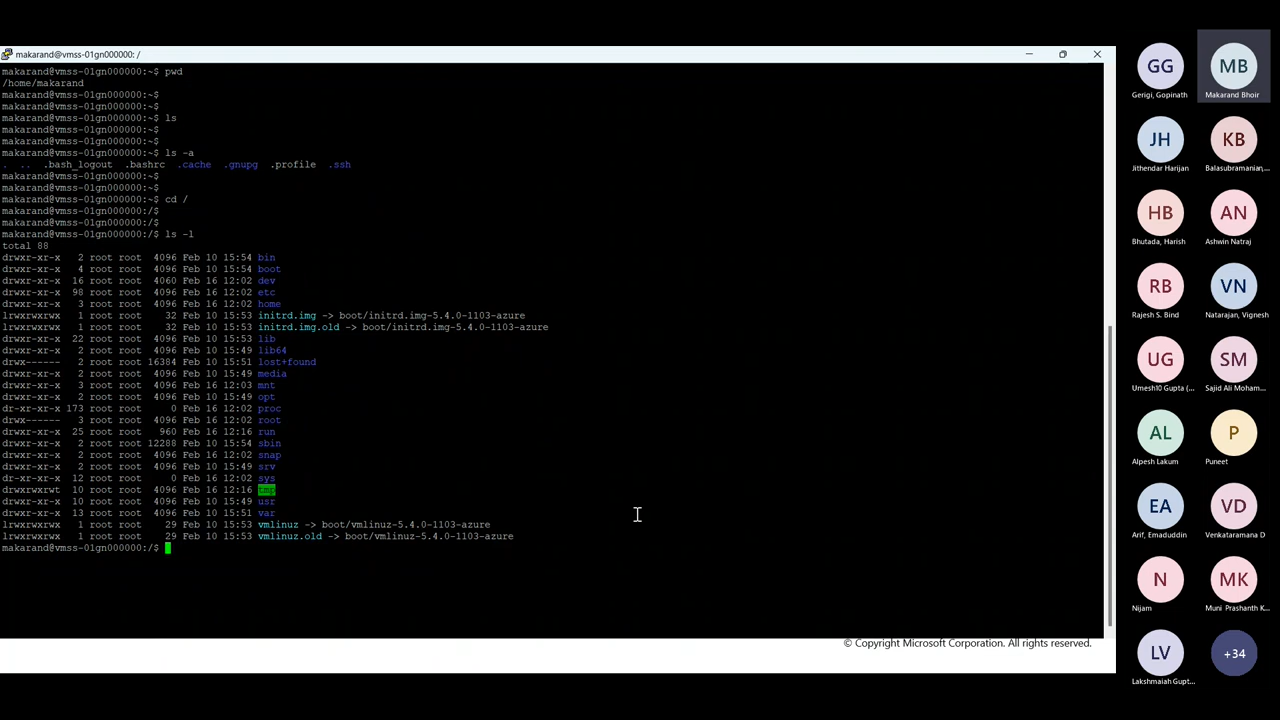 makarand@vmss-01gn000000: /
makarand@vmss-01gn000000:~$ pwd
/home/makarand
makarand@vmss-01gn000000:~$
makarand@vmss-01gn000000:~$
makarand@vmss-01gn000000:~$ ls
makarand@vmss-01gn000000:~$
makarand@vmss-01gn000000:~$
makarand@vmss-01gn000000:~$ ls -a
. .. .bash_logout .bashrc .cache .gnupg .profile .ssh
makarand@vmss-01gn000000:~$
makarand@vmss-01gn000000:~$
makarand@vmss-01gn000000:~$ cd /
makarand@vmss-01gn000000:/$
makarand@vmss-01gn000000:/$
makarand@vmss-01gn000000:/$ ls -l
total 88
drwxr-xr-x 2 root root 4096 Feb 10 15:54 bin
drwxr-xr-x 4 root root 4096 Feb 10 15:54 boot
drwxr-xr-x 16 root root 4060 Feb 16 12:02 dev
drwxr-xr-x 98 root root 4096 Feb 16 12:02 etc
drwxr-xr-x 3 root root 4096 Feb 16 12:02 home
lrwxrwxrwx 1 root root 32 Feb 10 15:53 initrd.img -> boot/initrd.img-5.4.0-1103-azure
lrwxrwxrwx 1 root root 32 Feb 10 15:53 initrd.img.old -> boot/initrd.img-5.4.0-1103-azure
drwxr-xr-x 22 root root 4096 Feb 10 15:53 lib
drwxr-xr-x 2 root root 4096 Feb 10 15:49 lib64
drwx------ 2 root root 16384 Feb 10 15:51 lost+found
drwxr-xr-x 2 root root 4096 Feb 10 15:49 media
drwxr-xr-x 3 root root 4096 Feb 16 12:03 mnt
drwxr-xr-x 2 root root 4096 Feb 10 15:49 opt
dr-xr-xr-x 173 root root 0 Feb 16 12:02 proc
drwx------ 3 root root 4096 Feb 16 12:02 root
drwxr-xr-x 25 root root 960 Feb 16 12:16 run
drwxr-xr-x 2 root root 12288 Feb 10 15:54 sbin
drwxr-xr-x 2 root root 4096 Feb 16 12:02 snap
drwxr-xr-x 2 root root 4096 Feb 10 15:49 srv
dr-xr-xr-x 12 root root 0 Feb 16 12:02 sys
drwxrwxrwt 10 root root 4096 Feb 16 12:16 tmp
drwxr-xr-x 10 root root 4096 Feb 10 15:49 usr
drwxr-xr-x 13 root root 4096 Feb 10 15:51 var
lrwxrwxrwx 1 root root 29 Feb 10 15:53 vmlinuz -> boot/vmlinuz-5.4.0-1103-azure
lrwxrwxrwx 1 root root 29 Feb 10 15:53 vmlinuz.old -> boot/vmlinuz-5.4.0-1103-azure
makarand@vmss-01gn000000:/$
© Copyright Microsoft Corporation. All rights reserved.
GG MB
Gerigi, Gopinath Makarand Bhoir
JH KB
Jithendar Harijan Balasubramanian,...
HB AN
Bhutada, Harish Ashwin Natraj
RB VN
Rajesh S. Bind Natarajan, Vignesh
UG SM
Umesh10 Gupta (... Sajid Ali Moham...
AL P
Alpesh Lakum Puneet
EA VD
Arif, Emaduddin Venkataramana D
N MK
Nijam Muni Prashanth K...
LV +34
Lakshmaiah Gupt...